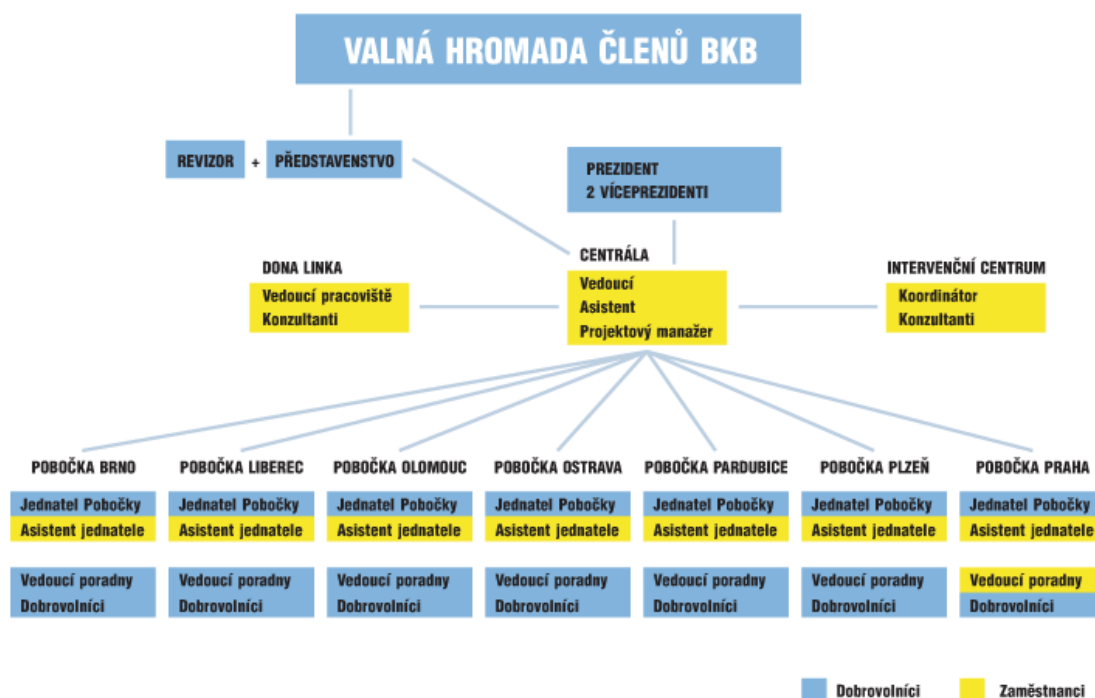 VALNÁ HROMADA ČLENŮ BKB
REVIZOR + PŘEDSTAVENSTVO
PREZIDENT
2 VÍCEPREZIDENTI
CENTRÁLA
Vedoucí
Asistent
Projektový manažer
DONA LINKA
Vedoucí pracoviště
Konzultanti
INTERVENČNÍ CENTRUM
Koordinátor
Konzultanti
POBOČKA BRNO
Jednatel Pobočky
Asistent jednatele
Vedoucí poradny
Dobrovolníci
POBOČKA LIBEREC
Jednatel Pobočky
Asistent jednatele
Vedoucí poradny
Dobrovolníci
POBOČKA OLOMOUC
Jednatel Pobočky
Asistent jednatele
Vedoucí poradny
Dobrovolníci
POBOČKA OSTRAVA
Jednatel Pobočky
Asistent jednatele
Vedoucí poradny
Dobrovolníci
POBOČKA PARDUBICE
Jednatel Pobočky
Asistent jednatele
Vedoucí poradny
Dobrovolníci
POBOČKA PLZEŇ
Jednatel Pobočky
Asistent jednatele
Vedoucí poradny
Dobrovolníci
POBOČKA PRAHA
Jednatel Pobočky
Asistent jednatele
Vedoucí poradny
Dobrovolníci
Dobrovolníci
Zaměstnanci